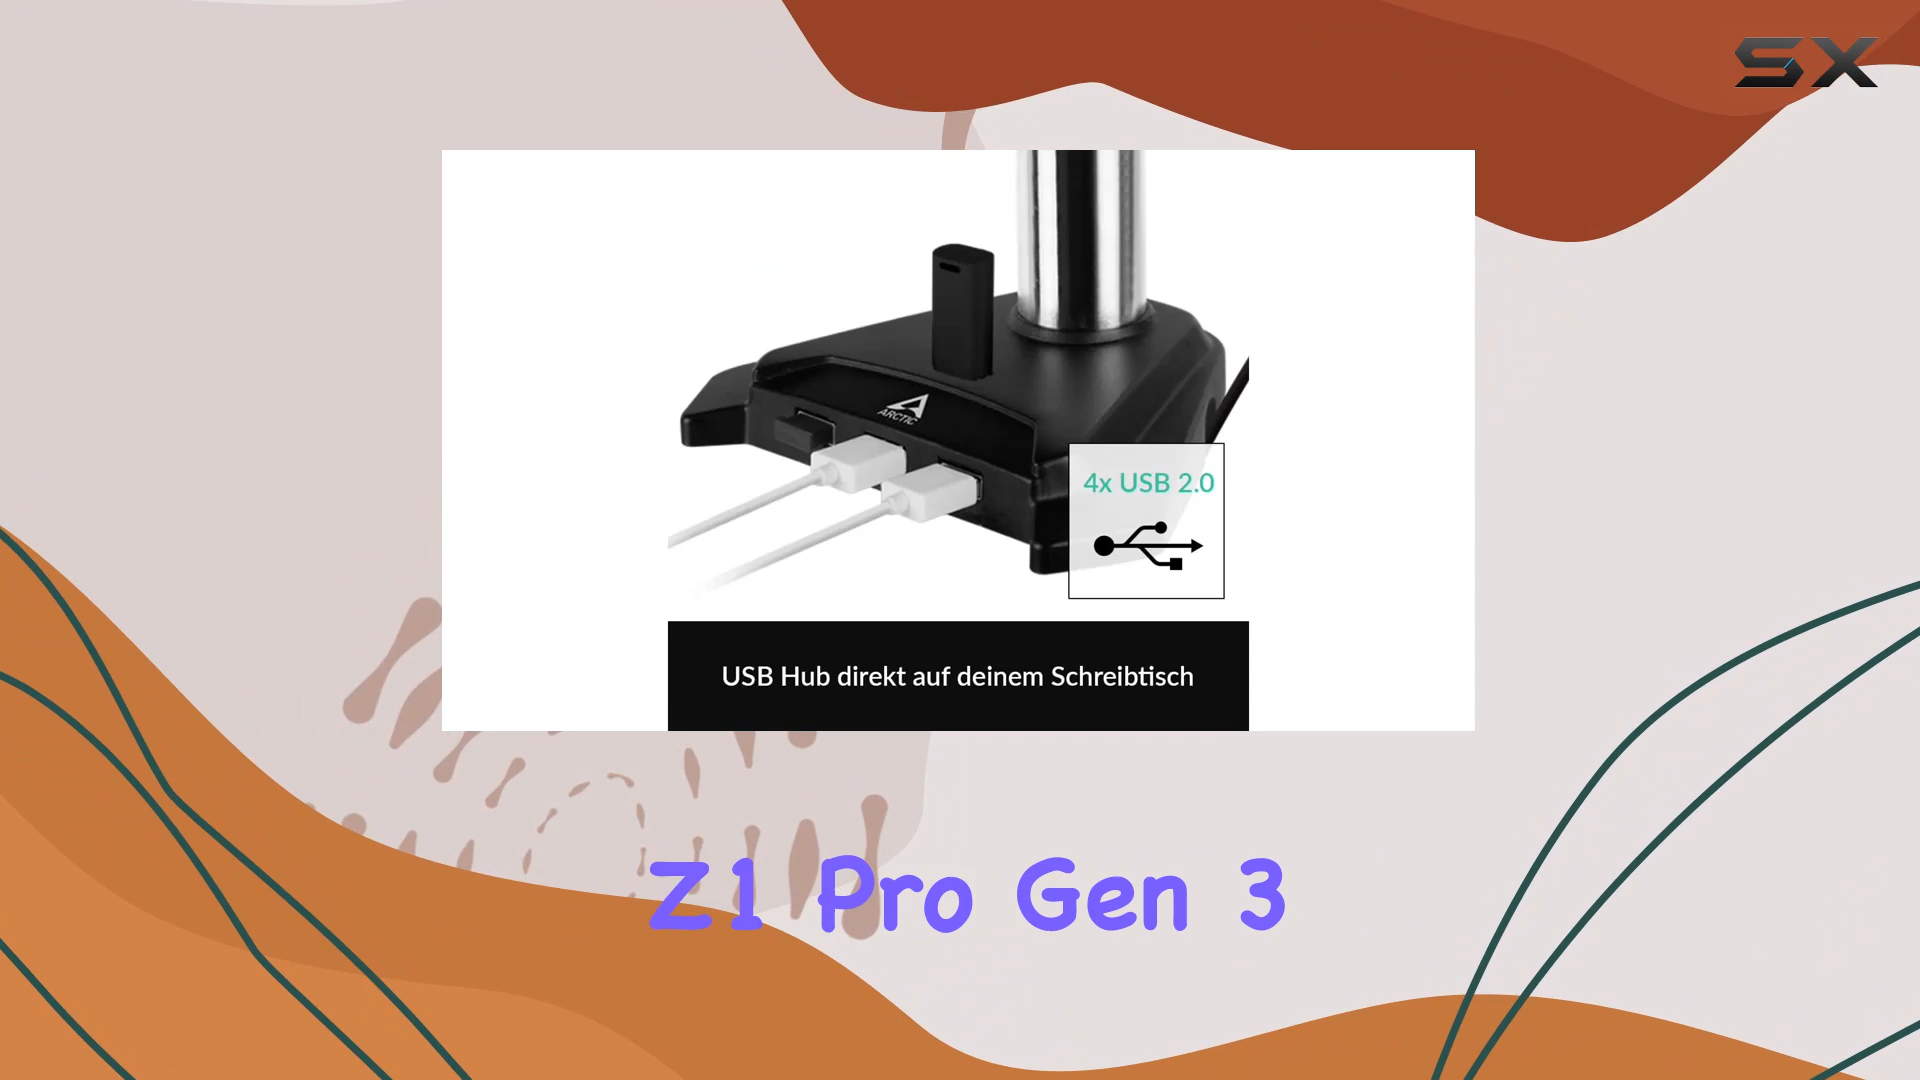 SX
ARCTIC
4x USB 2.0
USB Hub direkt auf deinem Schreibtisch
Z1 Pro Gen 3